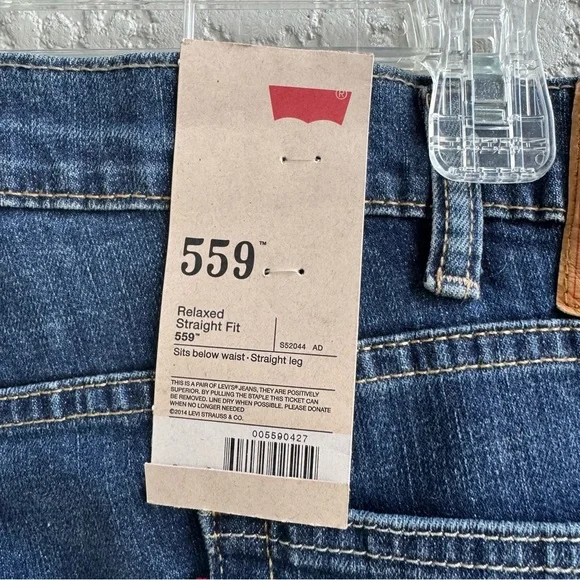 ®
559™
Relaxed
Straight Fit
559™
S52044 AD
Sits below waist • Straight leg
THIS IS A PAIR OF LEVI'S® JEANS, THEY ARE POSITIVELY
SUPERIOR. BY PULLING THE STAPLE THIS TICKET CAN
BE REMOVED. LINE DRY WHEN POSSIBLE. PLEASE DONATE
WHEN NO LONGER NEEDED
©2014 LEVI STRAUSS & CO.
005590427